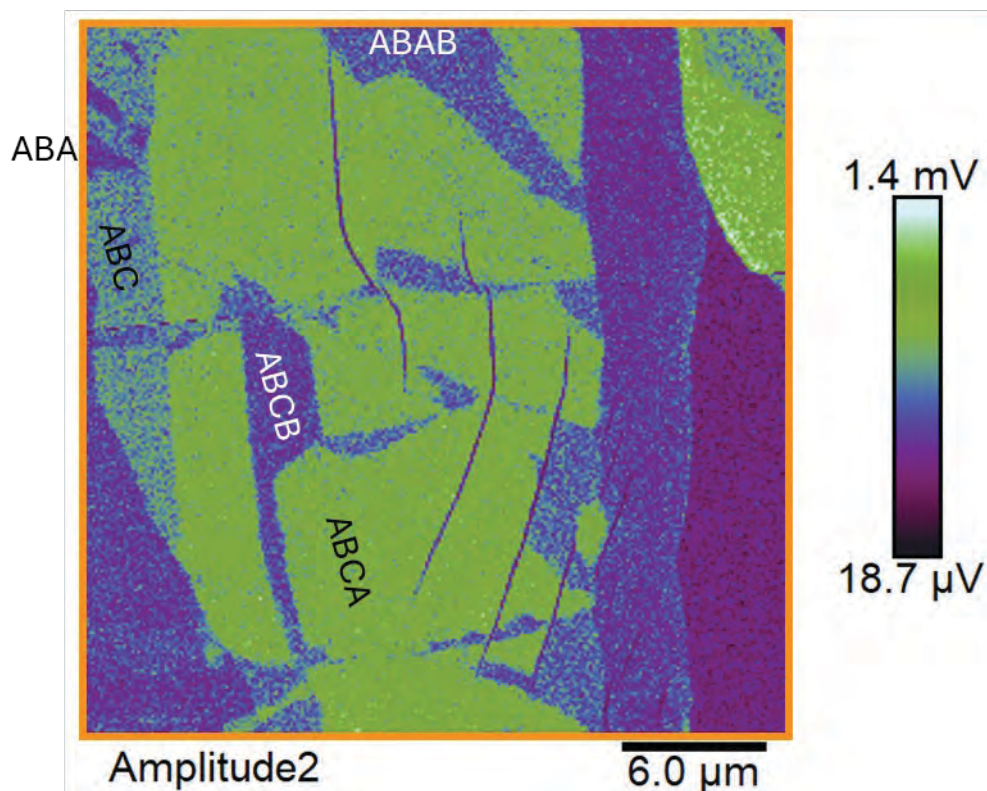 ABAB
ABA
1.4 mV
ABC
ABCB
ABCA
18.7 µV
Amplitude2
6.0 µm